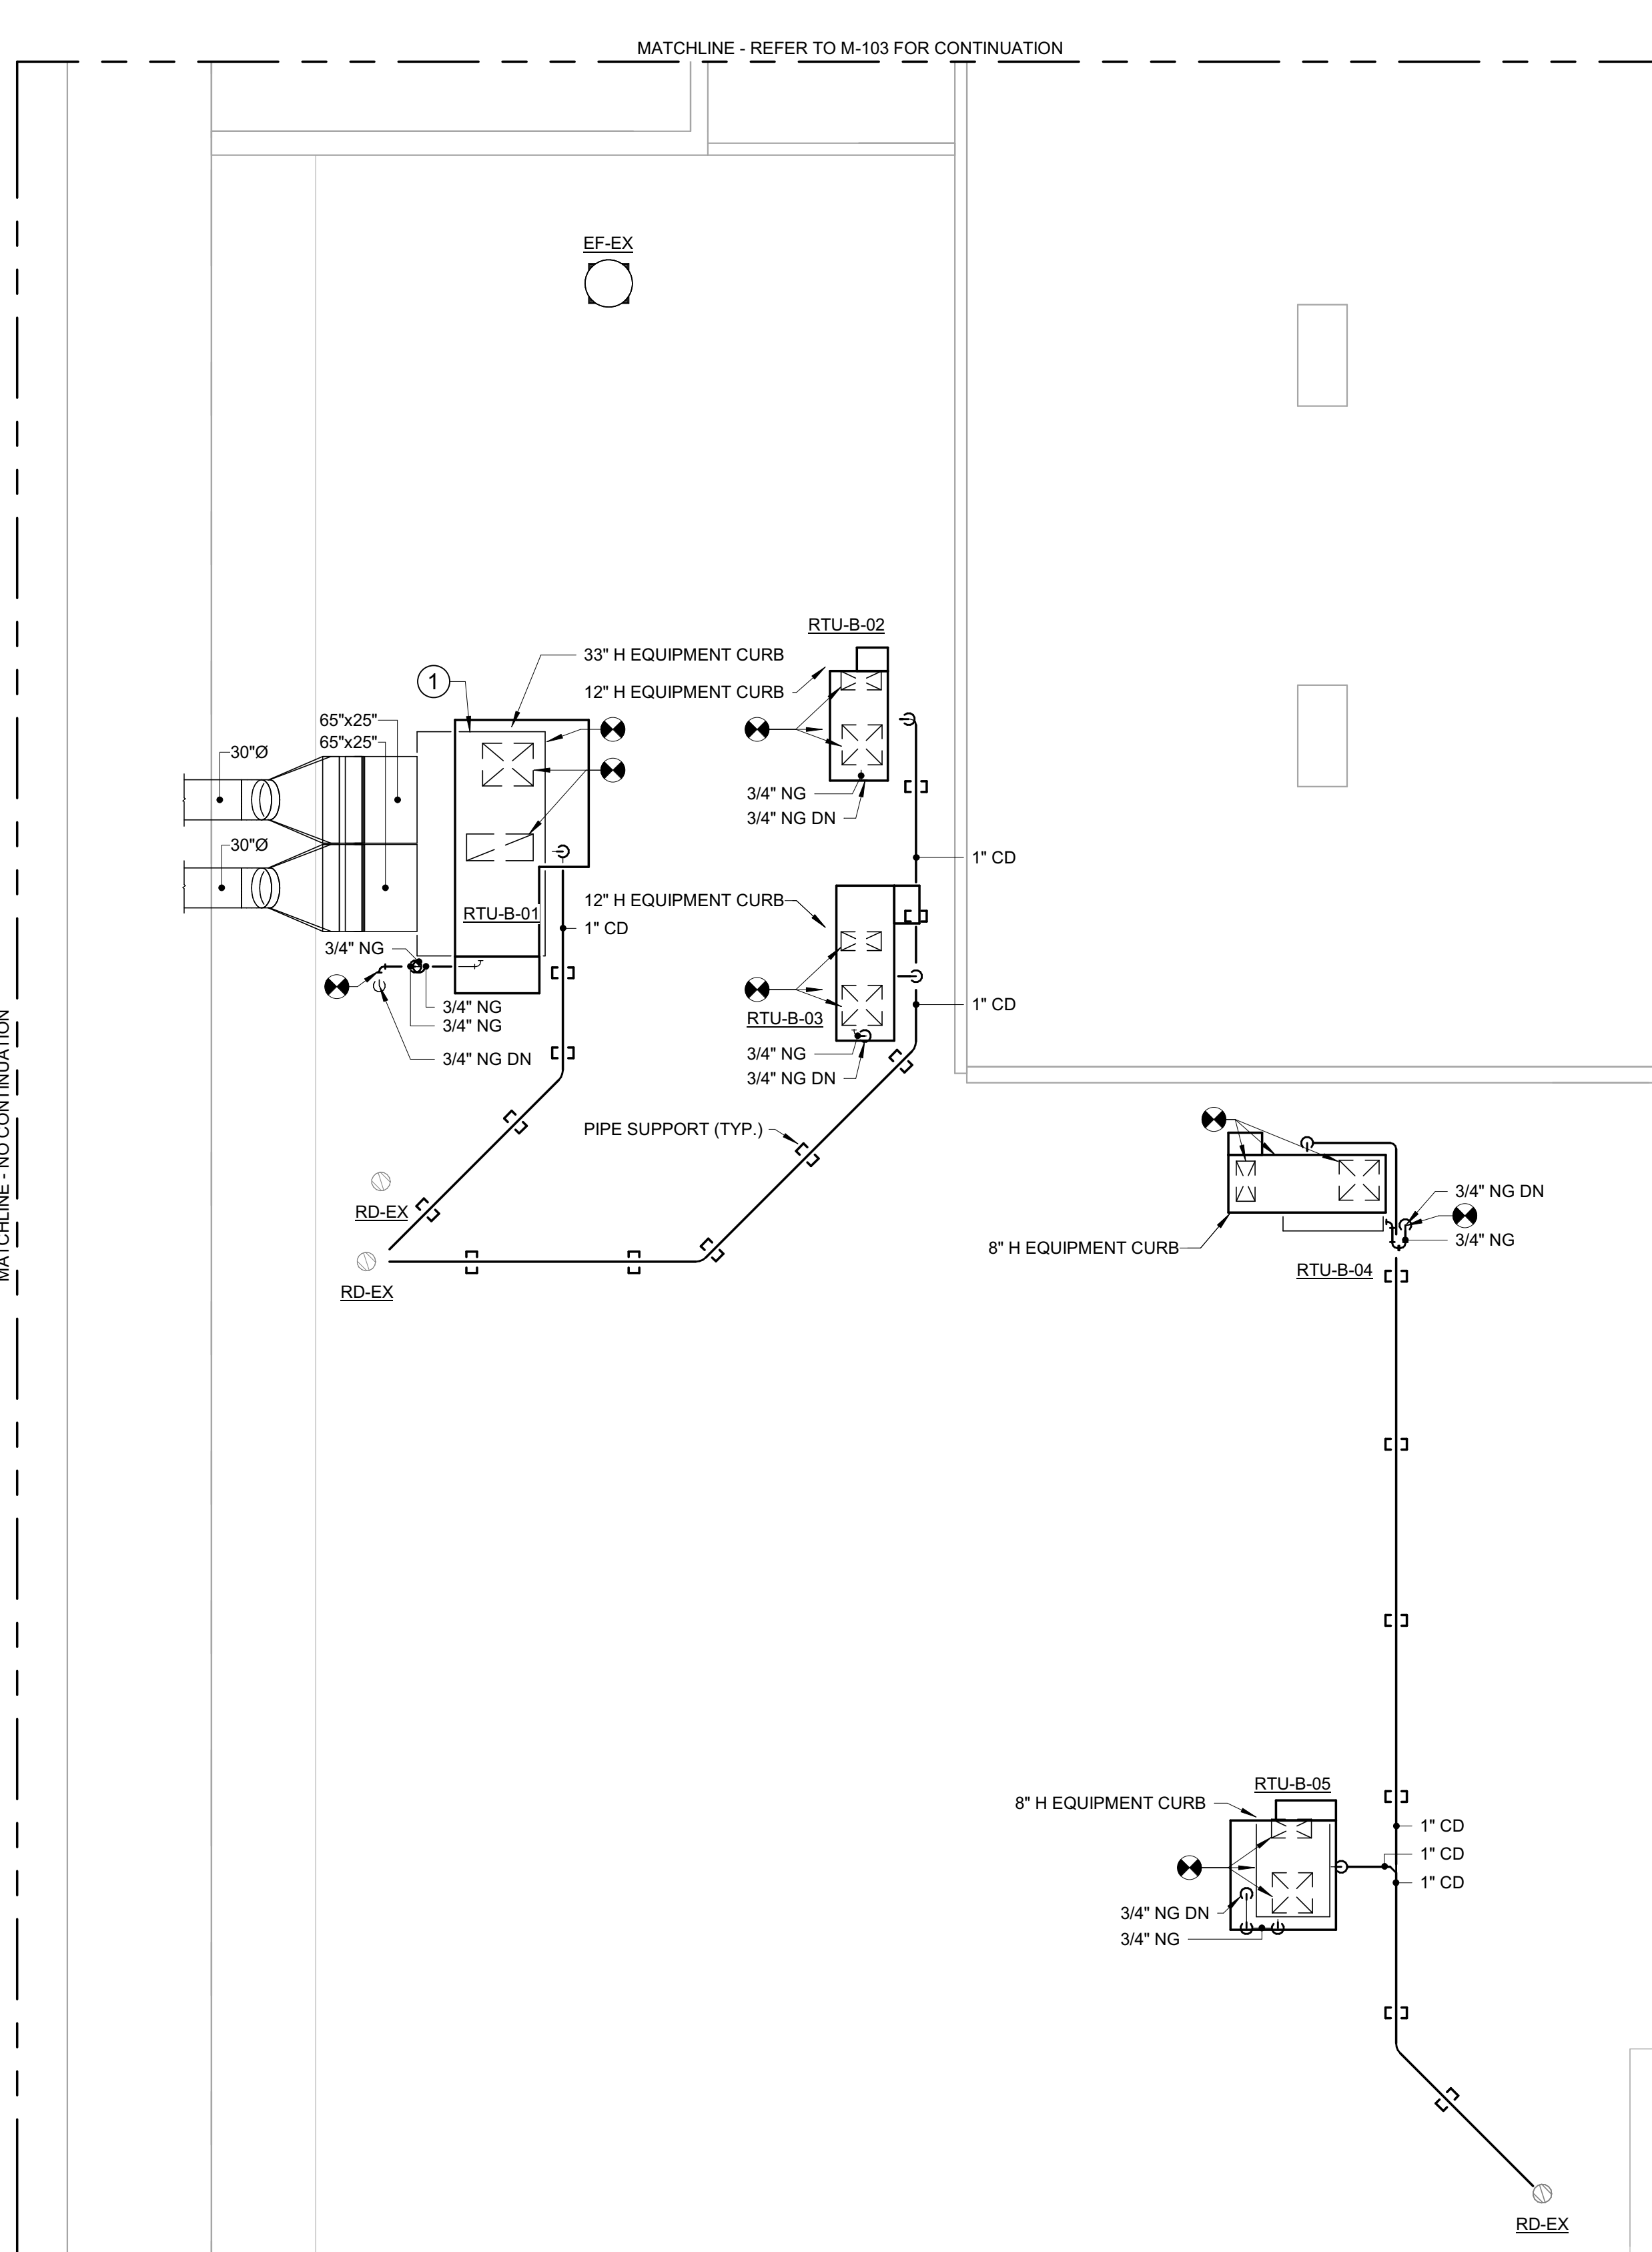 MATCHLINE - REFER TO M-103 FOR CONTINUATION
EF-EX
RTU-B-02
33" H EQUIPMENT CURB
1
12" H EQUIPMENT CURB
65"x25"
65"x25"
30"Ø
3/4" NG
3/4" NG DN
30"Ø
1" CD
12" H EQUIPMENT CURB
RTU-B-01
1" CD
3/4" NG
3/4" NG
3/4" NG
1" CD
RTU-B-03
3/4" NG DN
3/4" NG
3/4" NG DN
MATCHLINE - NO CONTINUATION
PIPE SUPPORT (TYP.)
3/4" NG DN
RD-EX
3/4" NG
8" H EQUIPMENT CURB
RTU-B-04
RD-EX
RTU-B-05
8" H EQUIPMENT CURB
1" CD
1" CD
1" CD
3/4" NG DN
3/4" NG
RD-EX